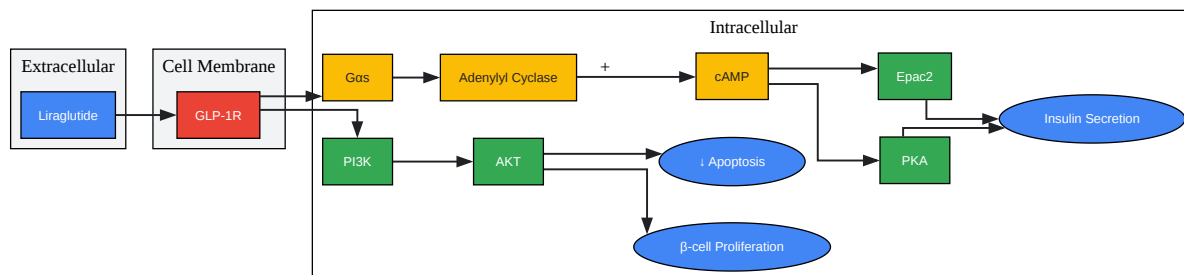 Intracellular
Extracellular
Cell Membrane
Liraglutide
GLP-1R
Gαs
Adenylyl Cyclase
+
cAMP
Epac2
Insulin Secretion
PI3K
AKT
↓ Apoptosis
PKA
β-cell Proliferation